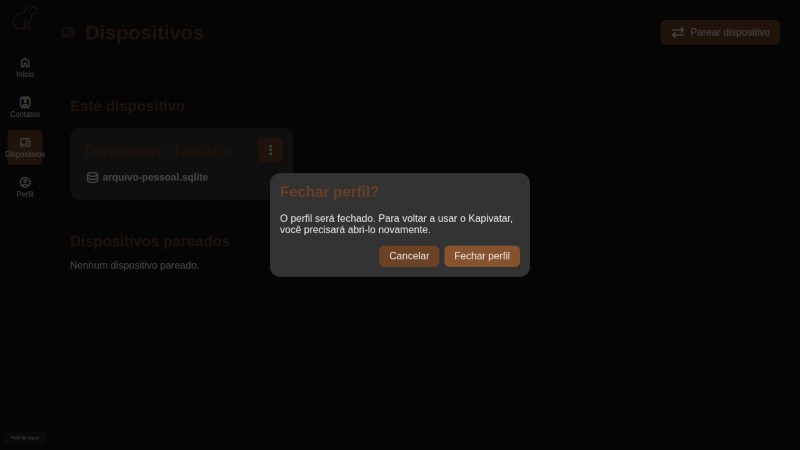 Dispositivos
Parear dispositivo
Início
Contatos
Dispositivos
Perfil
Este dispositivo
Dispositivo d2608f9c
arquivo-pessoal.sqlite
Fechar perfil?
O perfil será fechado. Para voltar a usar o Kapivatar,
você precisará abri-lo novamente.
Cancelar
Fechar perfil
Dispositivos pareados
Nenhum dispositivo pareado.